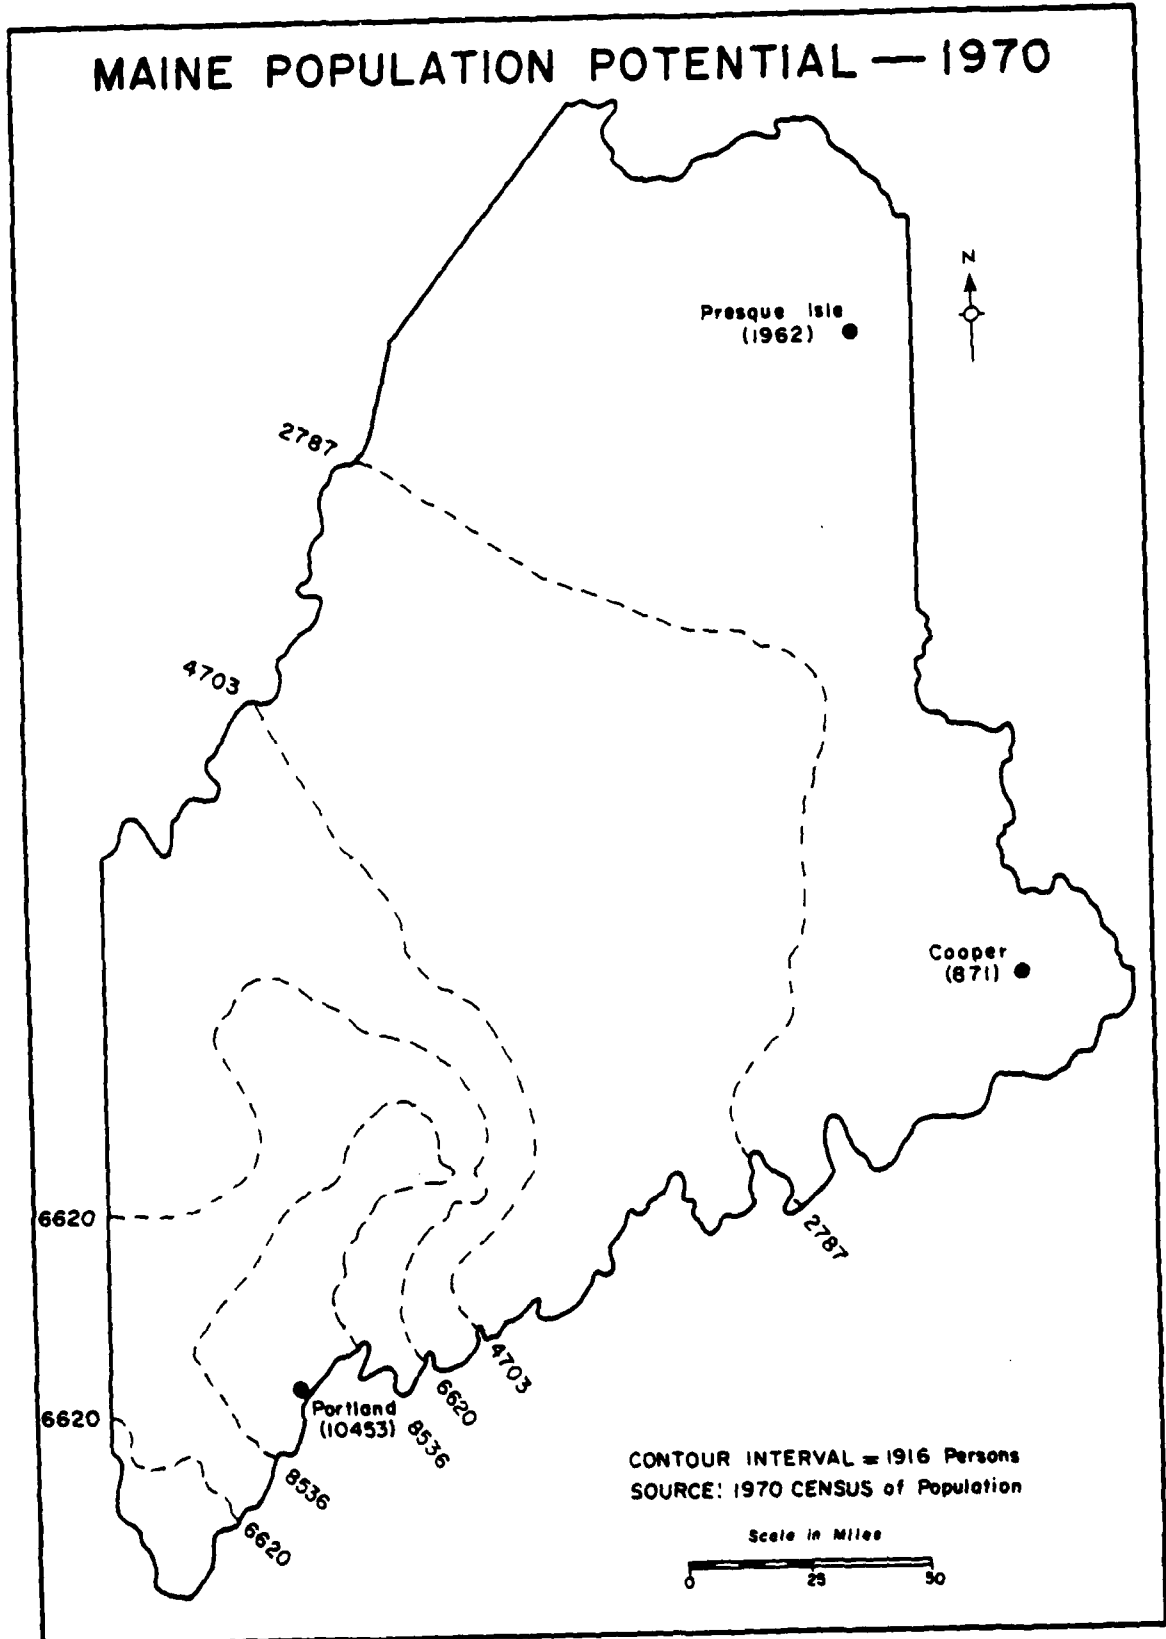 MAINE POPULATION POTENTIAL — 1970
N
Presque Isle
(1962)
2787
4703
Cooper
(871)
6620
2787
4703
6620
6620
Portland
(10453)
8536
8536
6620
CONTOUR INTERVAL = 1916 Persons
SOURCE: 1970 CENSUS of Population
Scale in Miles
0 25 50